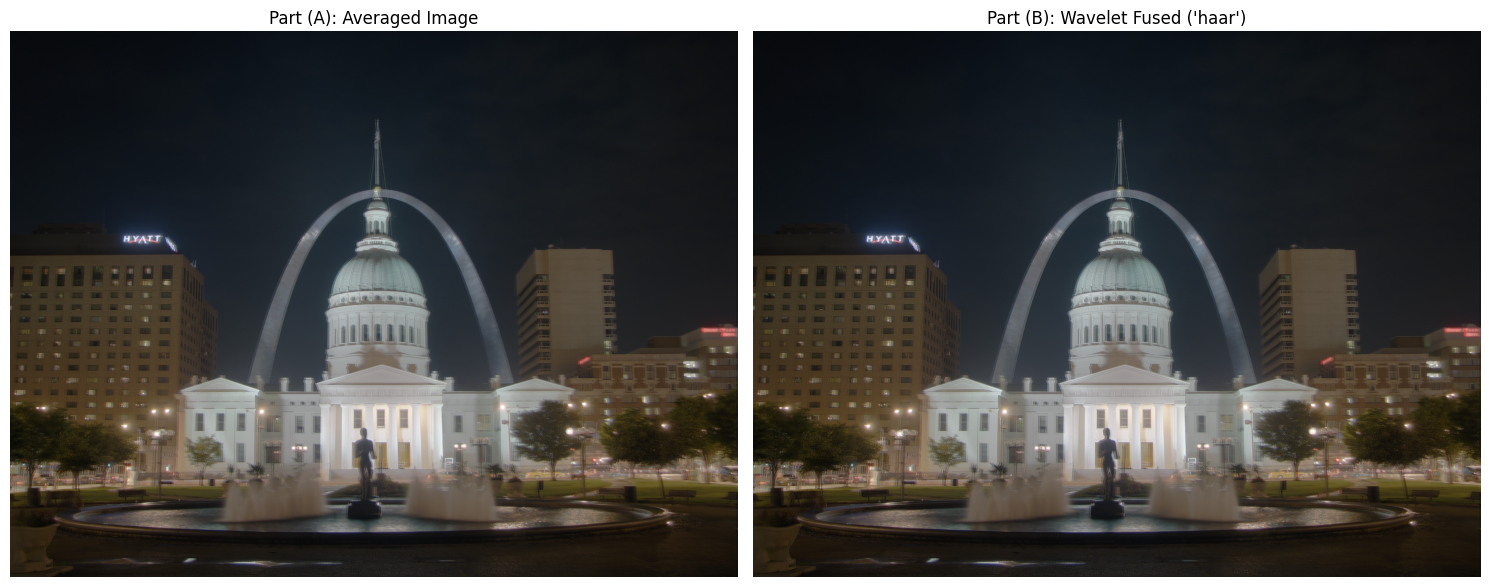 Part (A): Averaged Image
Part (B): Wavelet Fused ('haar')
HYATT
HYATT